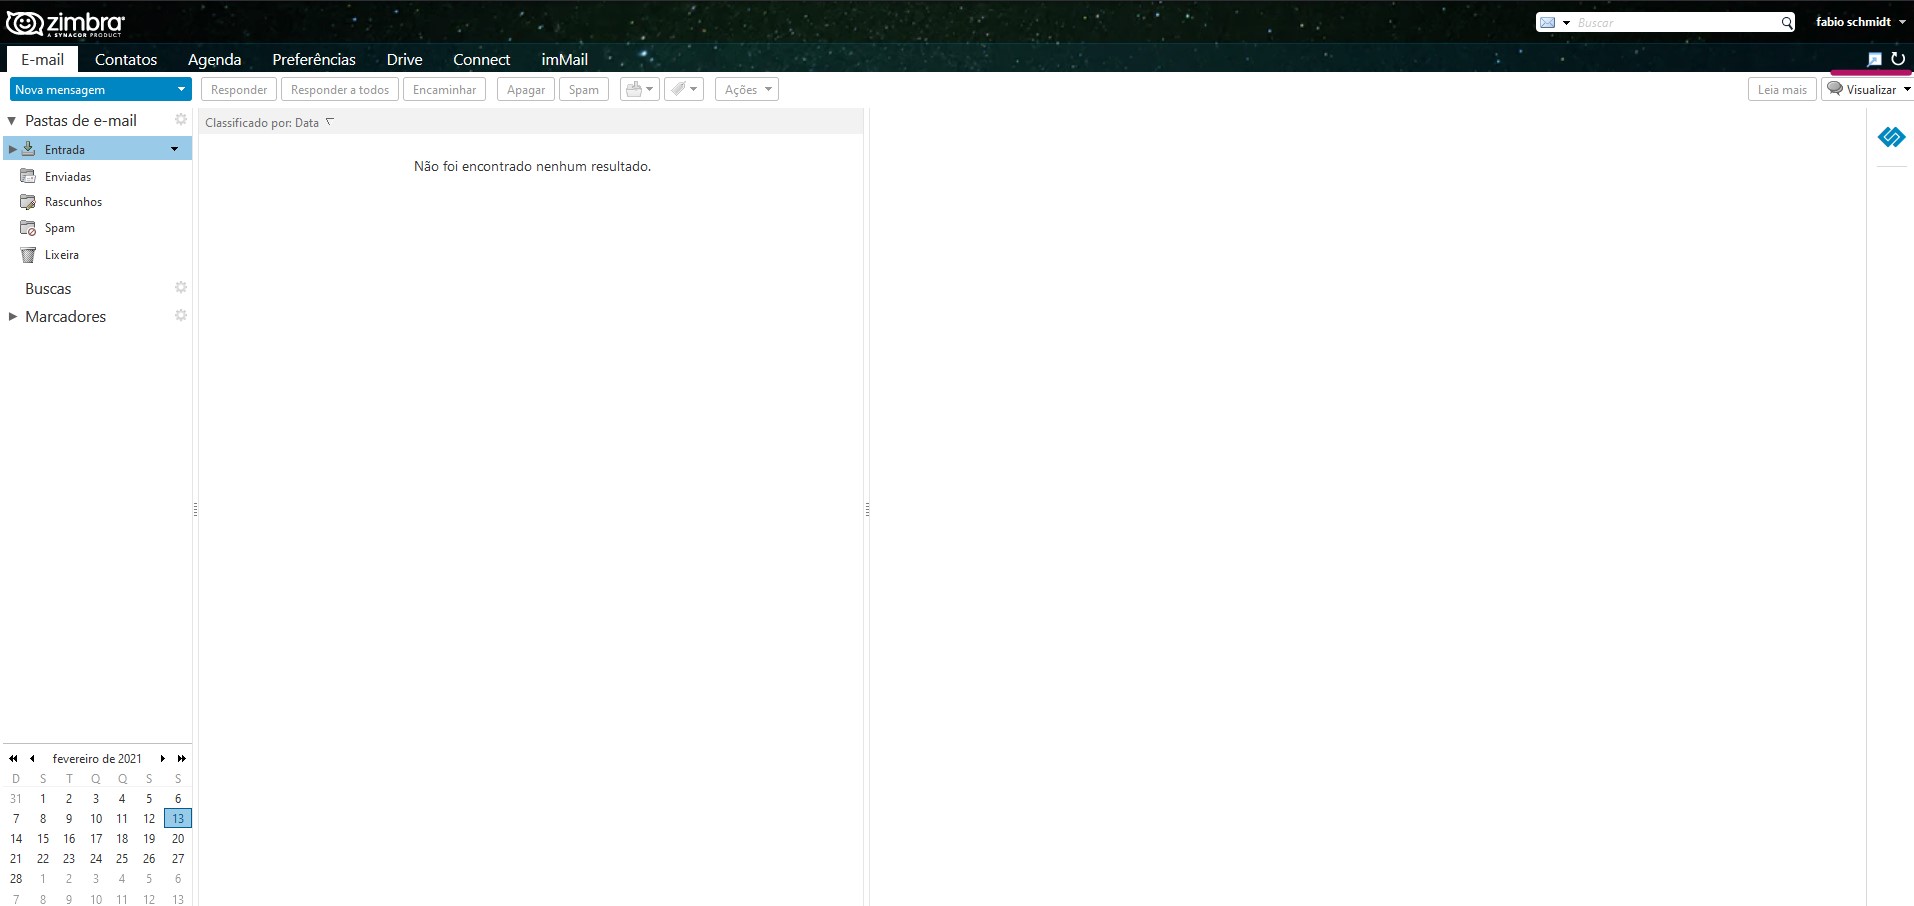 zimbra
A SYNACOR PRODUCT
Buscar
fabio schmidt
E-mail Contatos Agenda Preferências Drive Connect imMail
Nova mensagem Responder Responder a todos Encaminhar Apagar Spam Ações Leia mais Visualizar
Pastas de e-mail
Entrada
Enviadas
Rascunhos
Spam
Lixeira
Buscas
Marcadores
Classificado por: Data
Não foi encontrado nenhum resultado.
fevereiro de 2021
D S T Q Q S S
31 1 2 3 4 5 6
7 8 9 10 11 12 13
14 15 16 17 18 19 20
21 22 23 24 25 26 27
28 1 2 3 4 5 6
7 8 9 10 11 12 13